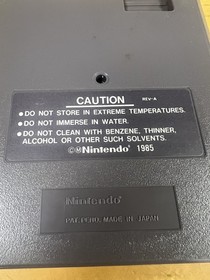 CAUTION REV-A
•DO NOT STORE IN EXTREME TEMPERATURES.
•DO NOT IMMERSE IN WATER.
•DO NOT CLEAN WITH BENZENE, THINNER,
ALCOHOL OR OTHER SUCH SOLVENTS.
©Ⓜ Nintendo® 1985
Nintendo®
PAT.PEND. MADE IN JAPAN